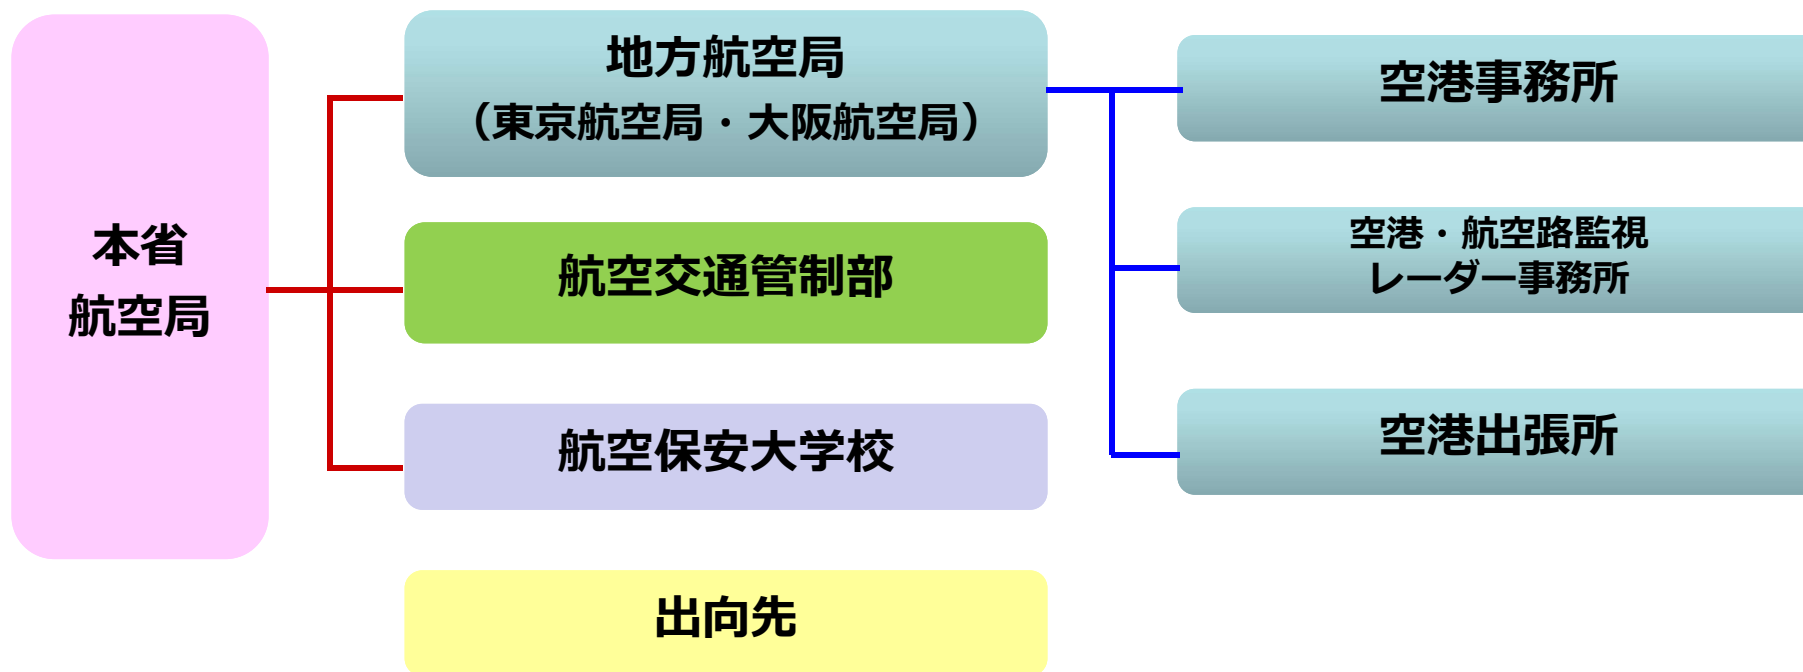 本省
航空局
地方航空局
（東京航空局・大阪航空局）
航空交通管制部
航空保安大学校
出向先
空港事務所
空港・航空路監視
レーダー事務所
空港出張所